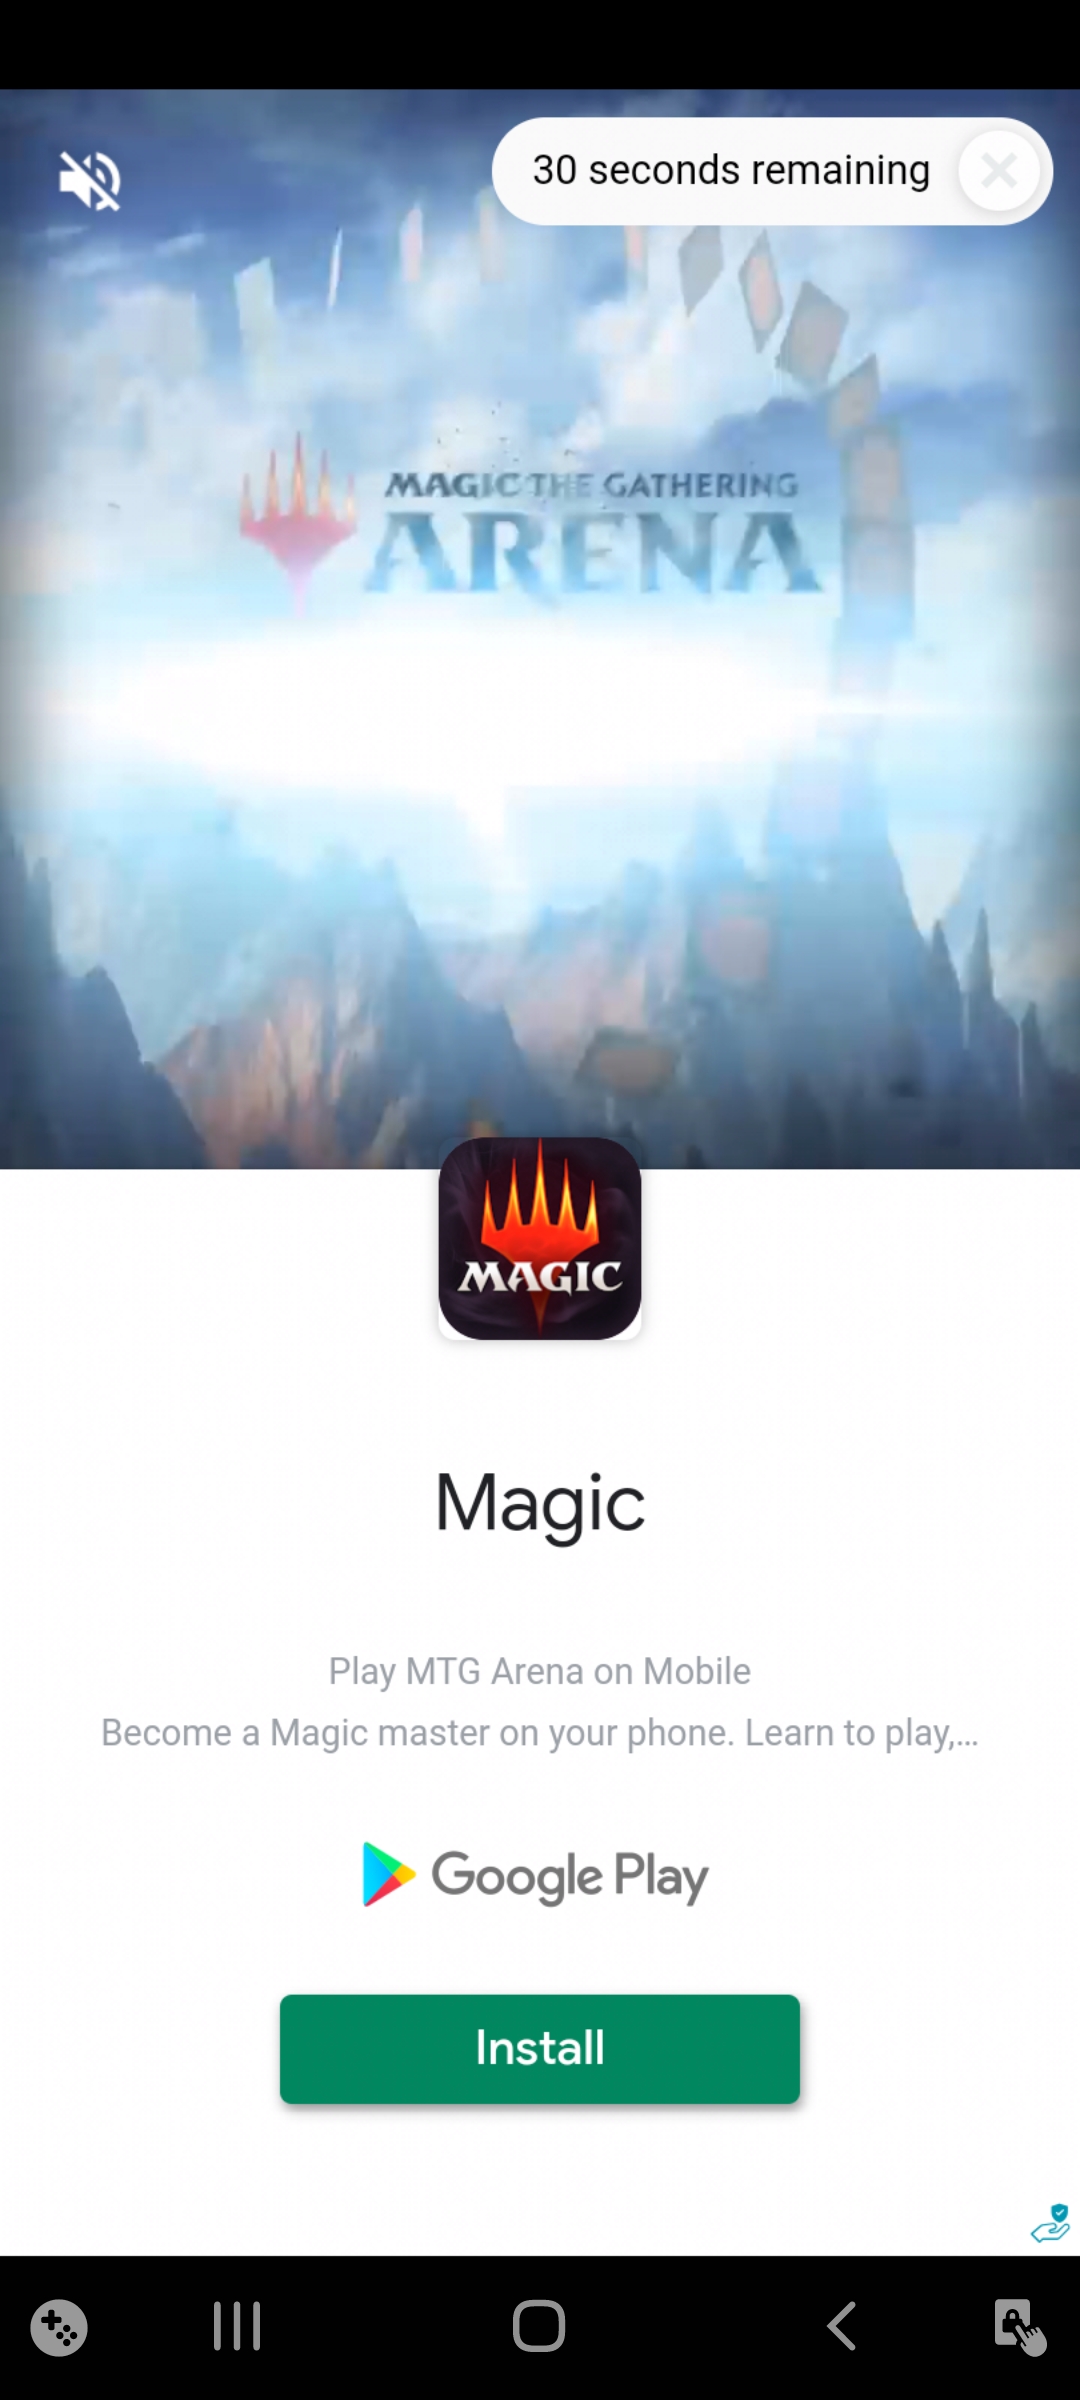 30 seconds remaining
MAGIC THE GATHERING
ARENA
MAGIC
Magic
Play MTG Arena on Mobile
Become a Magic master on your phone. Learn to play,...
Google Play
Install